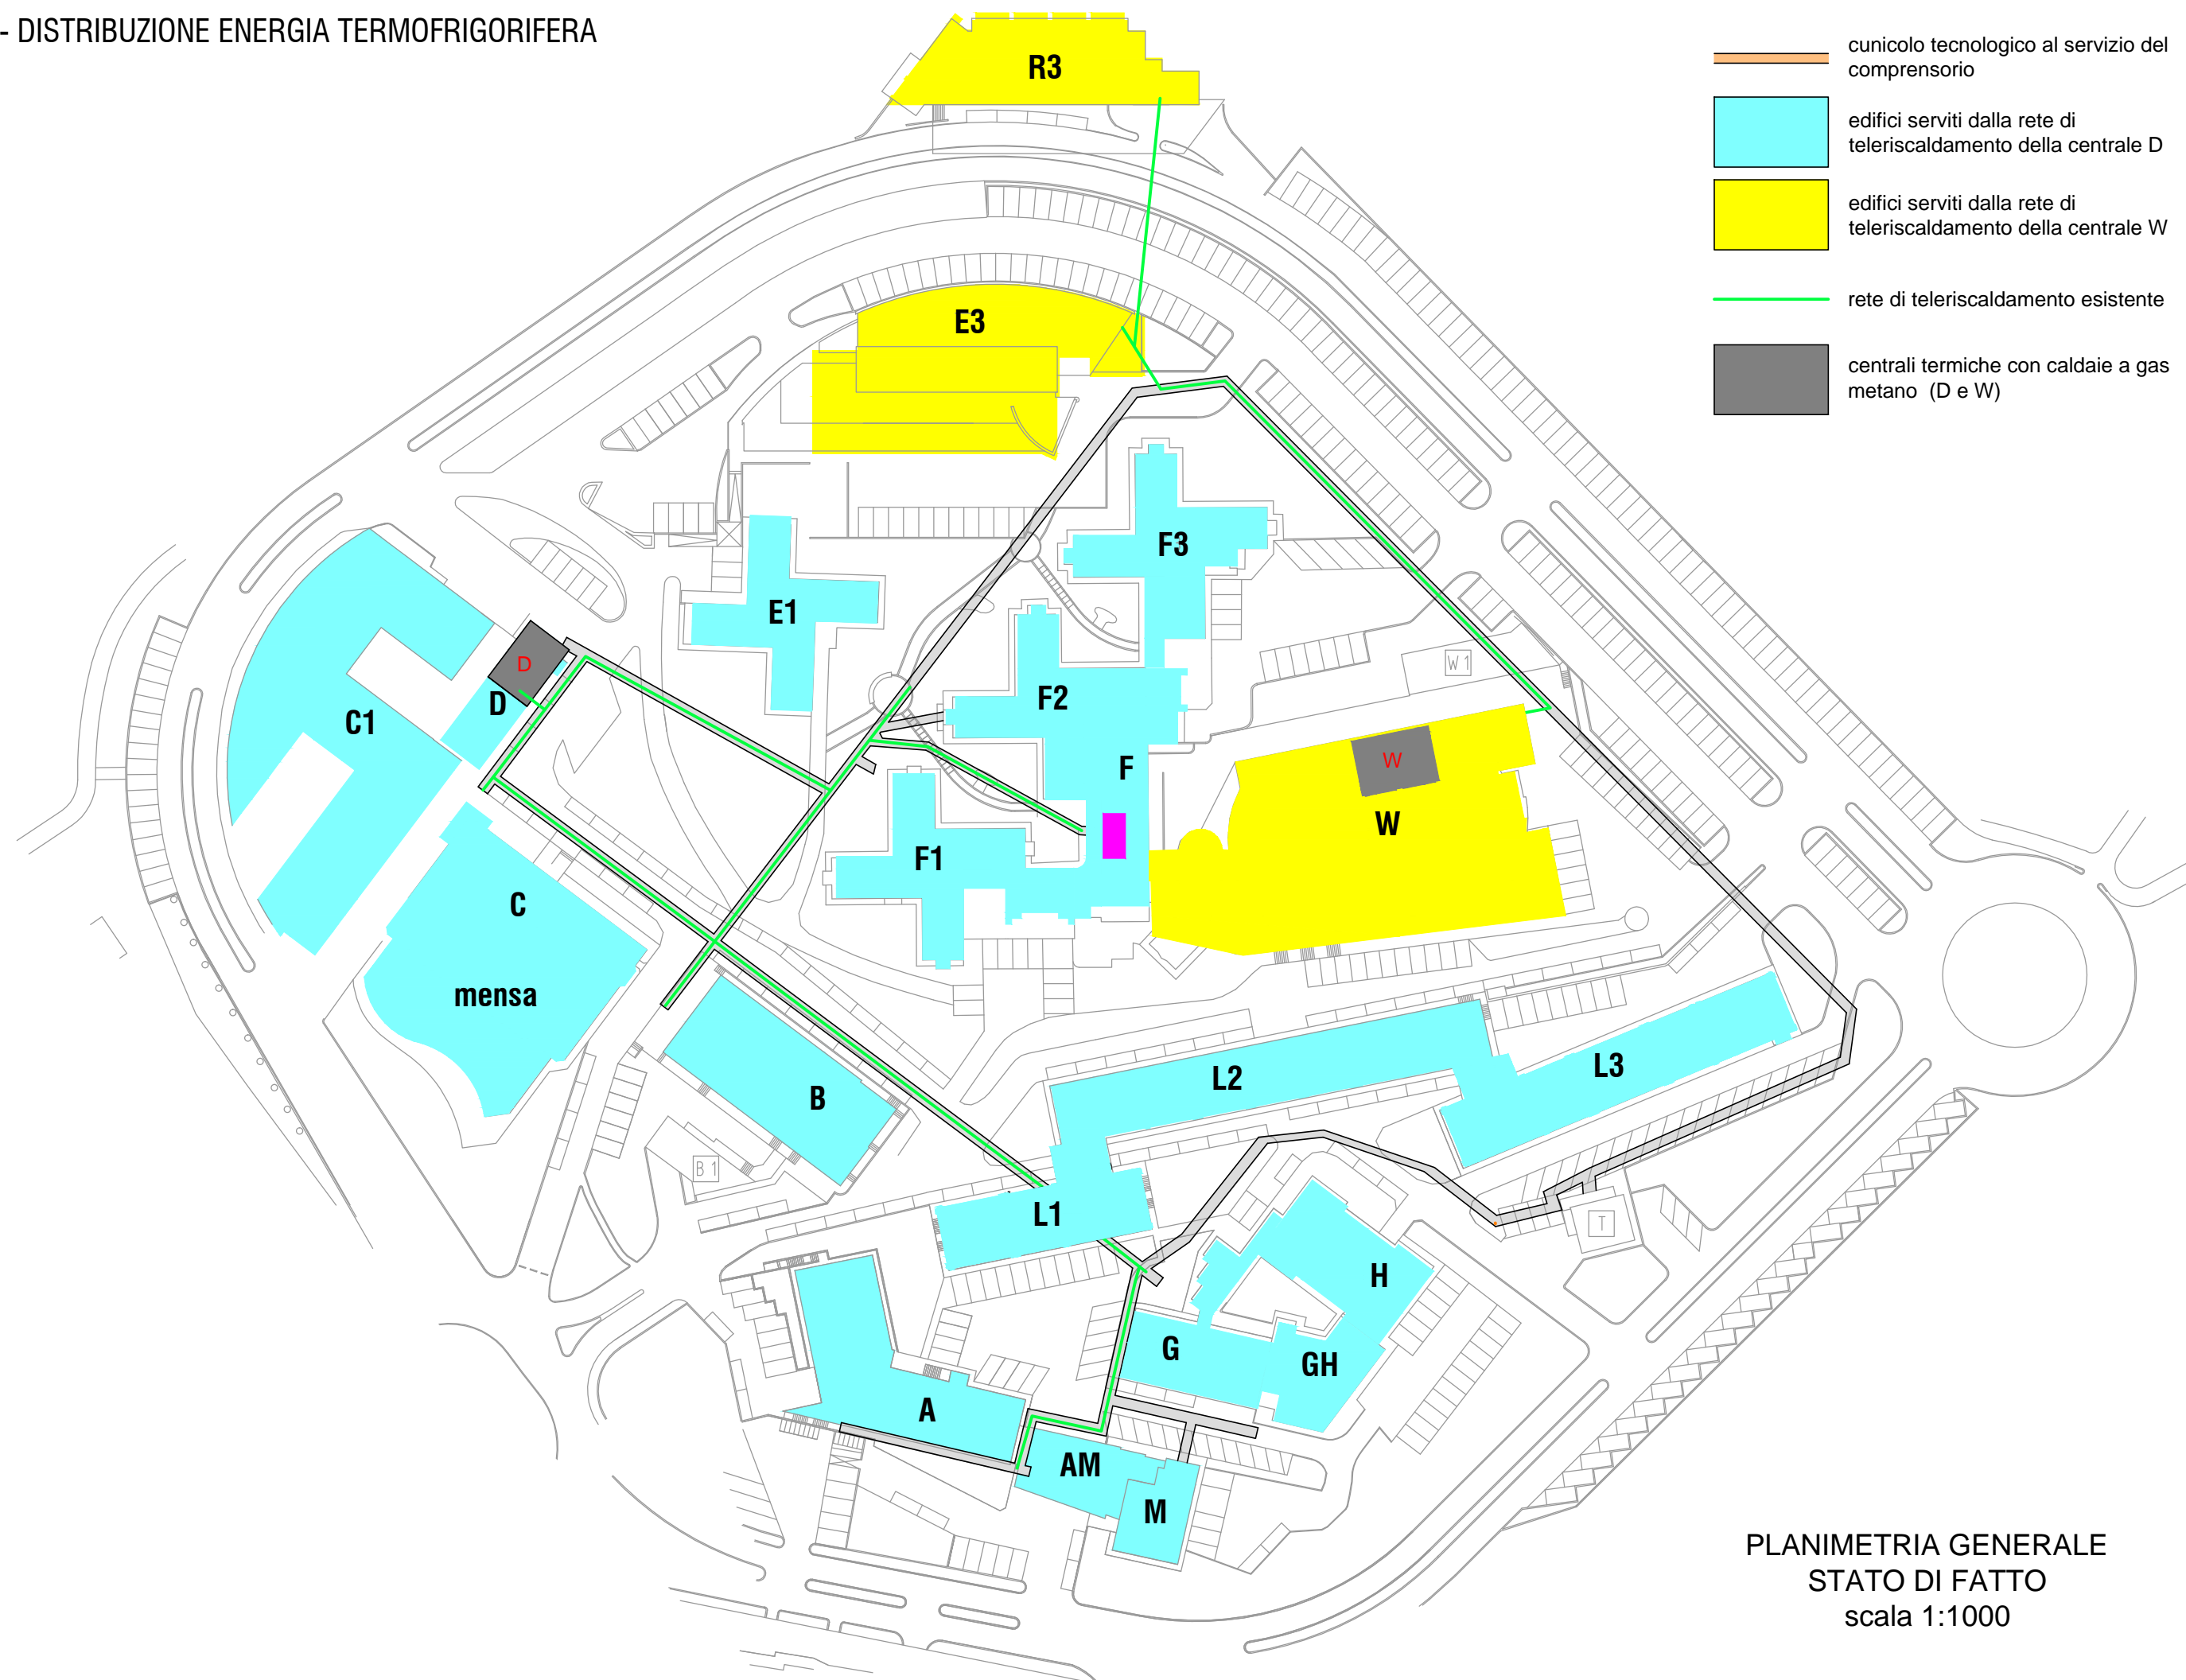 - DISTRIBUZIONE ENERGIA TERMOFRIGORIFERA
cunicolo tecnologico al servizio del
comprensorio
edifici serviti dalla rete di
teleriscaldamento della centrale D
edifici serviti dalla rete di
teleriscaldamento della centrale W
rete di teleriscaldamento esistente
centrali termiche con caldaie a gas
metano (D e W)
R3
E3
F3
E1
W 1
D
D
F2
C1
F
W
W
F1
C
mensa
L3
L2
B
B 1
L1
T
H
G
GH
A
AM
M
PLANIMETRIA GENERALE
STATO DI FATTO
scala 1:1000